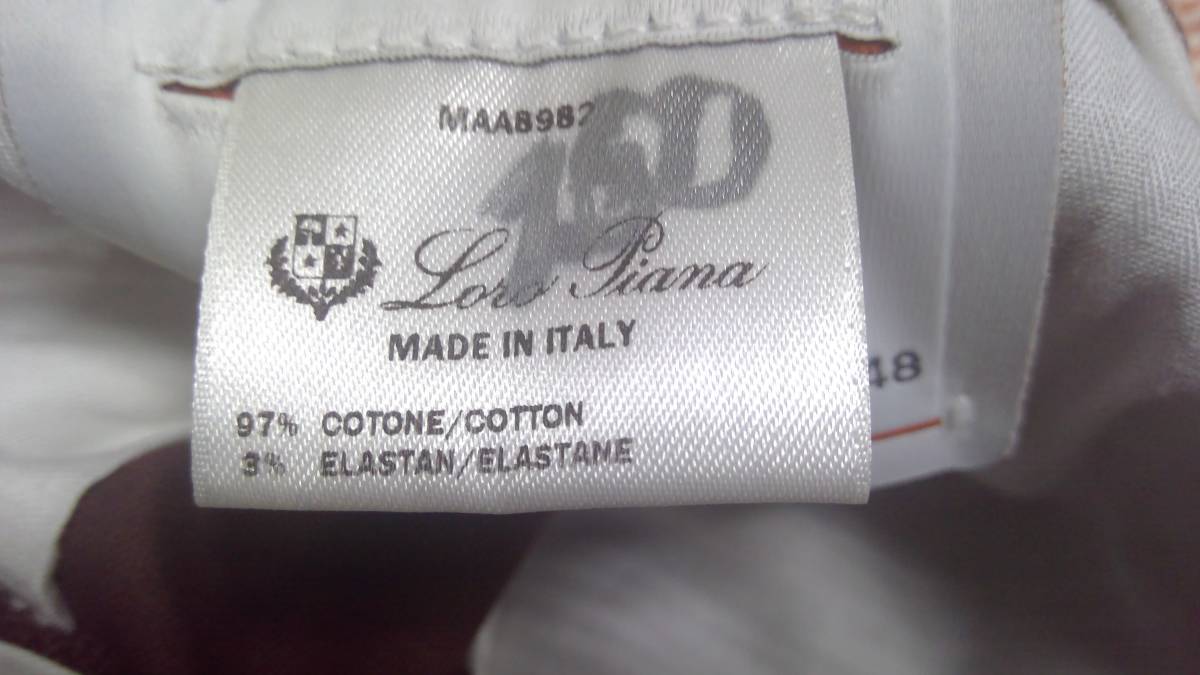 MAA8982
160
Loro Piana
MADE IN ITALY
48
97% COTONE/COTTON
3% ELASTAN/ELASTANE